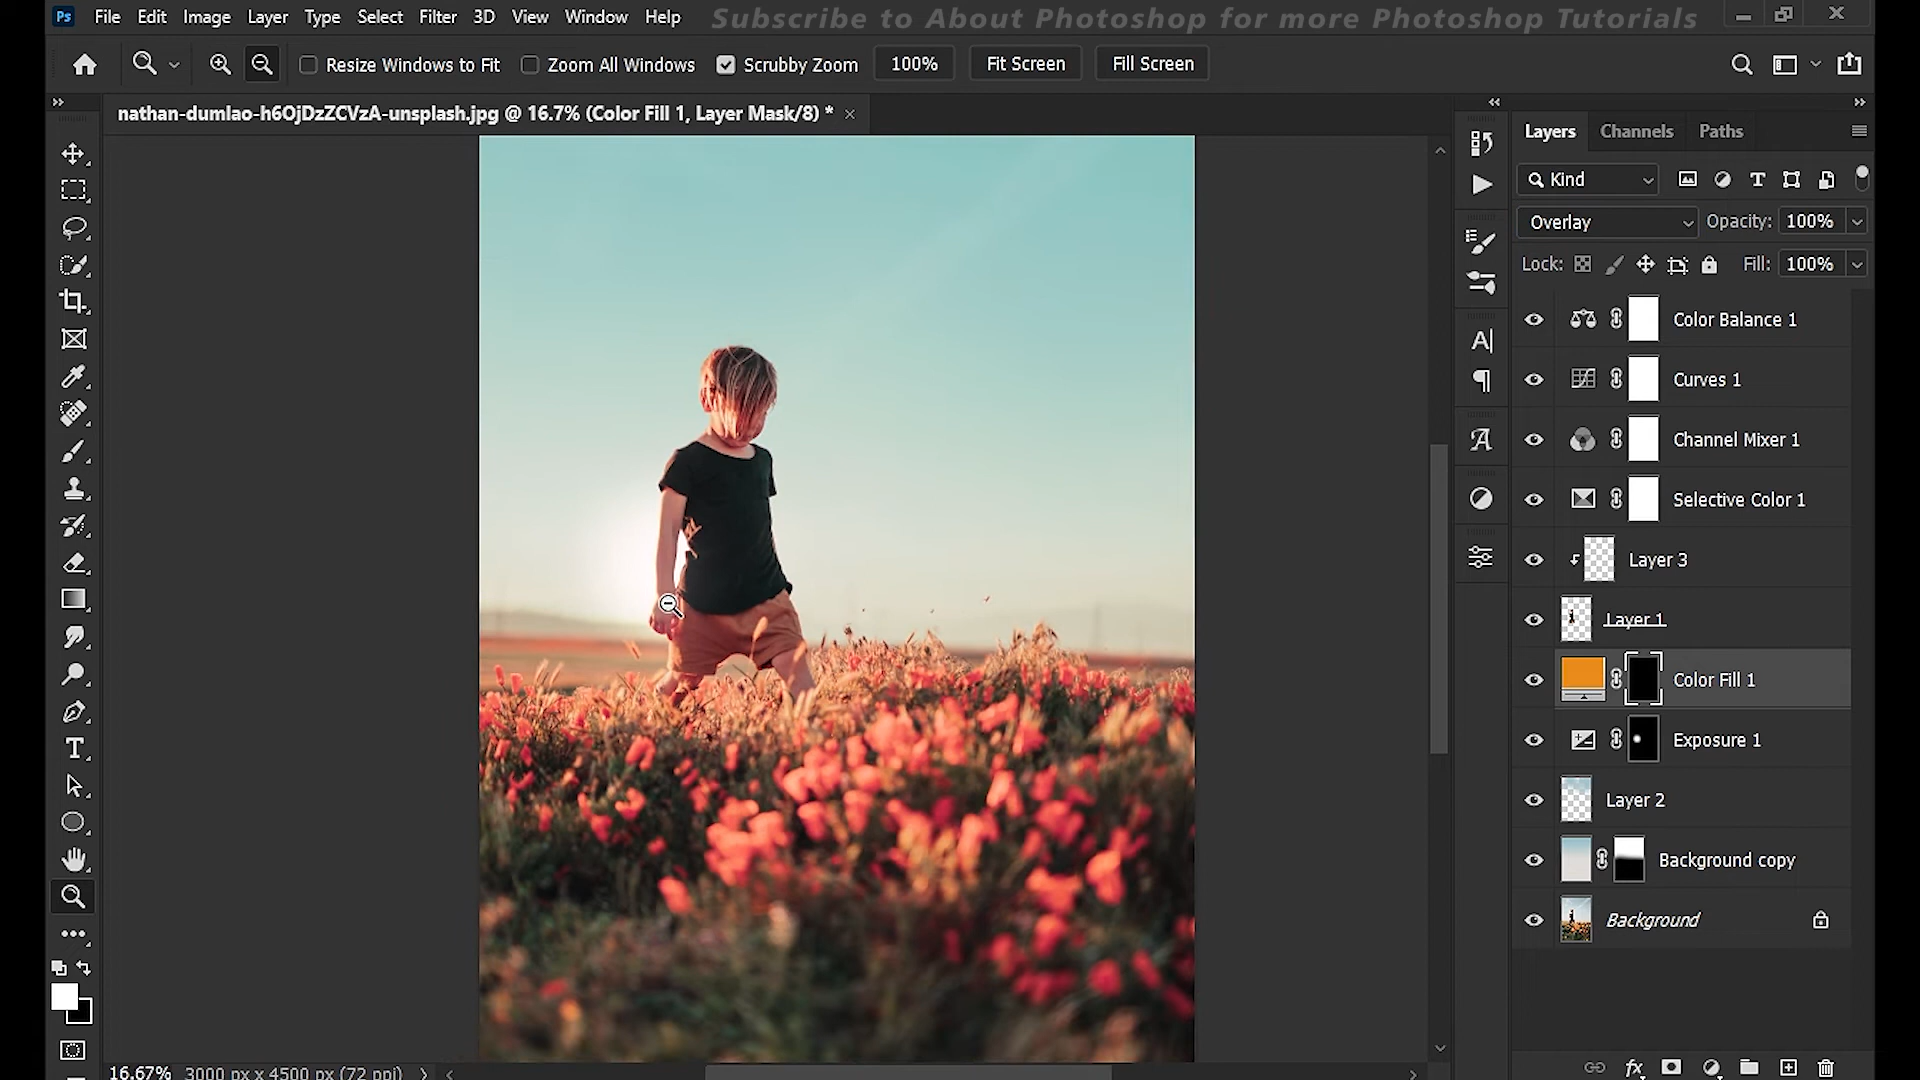 Ps File Edit Image Layer Type Select Filter 3D View Window Help
Subscribe to About Photoshop for more Photoshop Tutorials
Resize Windows to Fit Zoom All Windows Scrubby Zoom 100% Fit Screen Fill Screen
nathan-dumlao-h6OjDzZCVzA-unsplash.jpg @ 16.7% (Color Fill 1, Layer Mask/8) *
Layers Channels Paths
Kind
Overlay Opacity: 100%
Lock: Fill: 100%
Color Balance 1
Curves 1
Channel Mixer 1
Selective Color 1
Layer 3
Layer 1
Color Fill 1
Exposure 1
Layer 2
Background copy
Background
16.67% 3000 px x 4500 px (72 ppi)